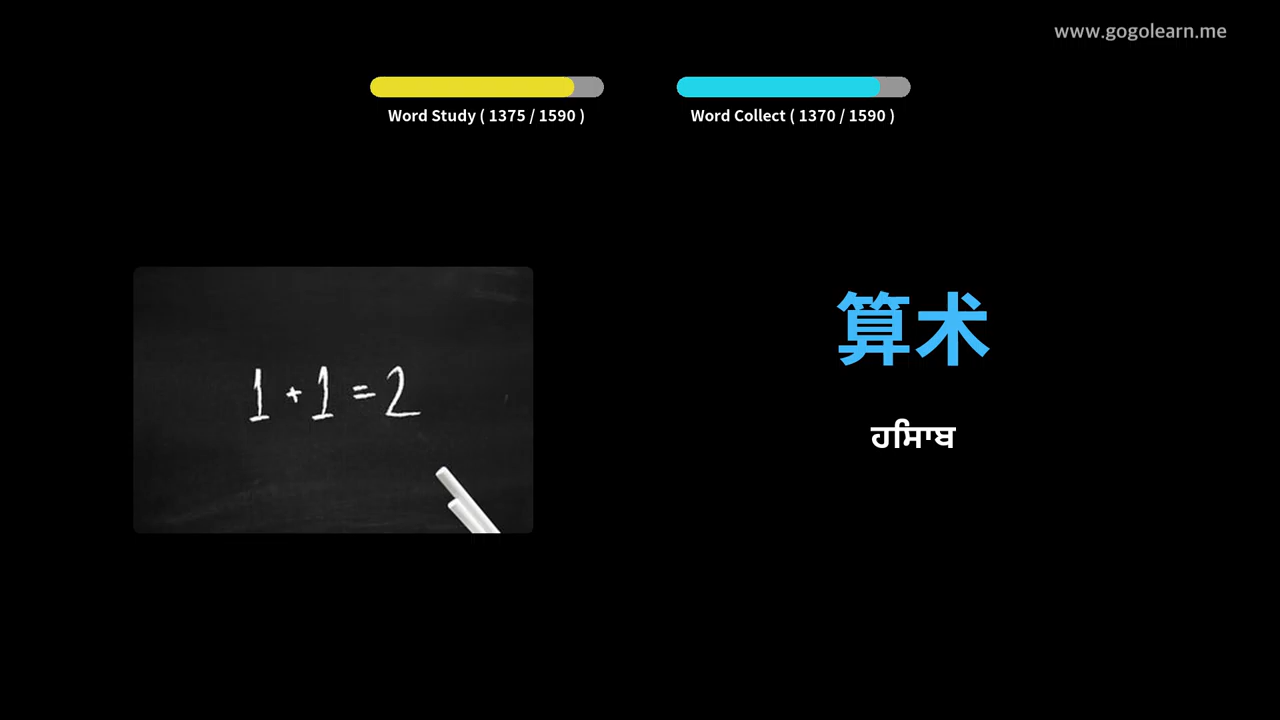 www.gogolearn.me
Word Study ( 1375 / 1590 )
Word Collect ( 1370 / 1590 )
1 + 1 = 2
算术
ਹਿਸਾਬ